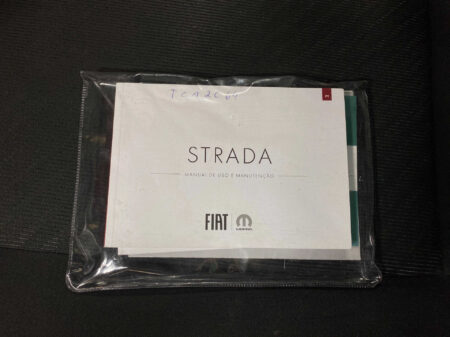 STRADA
MANUAL DE USO E MANUTENÇÃO
FIAT